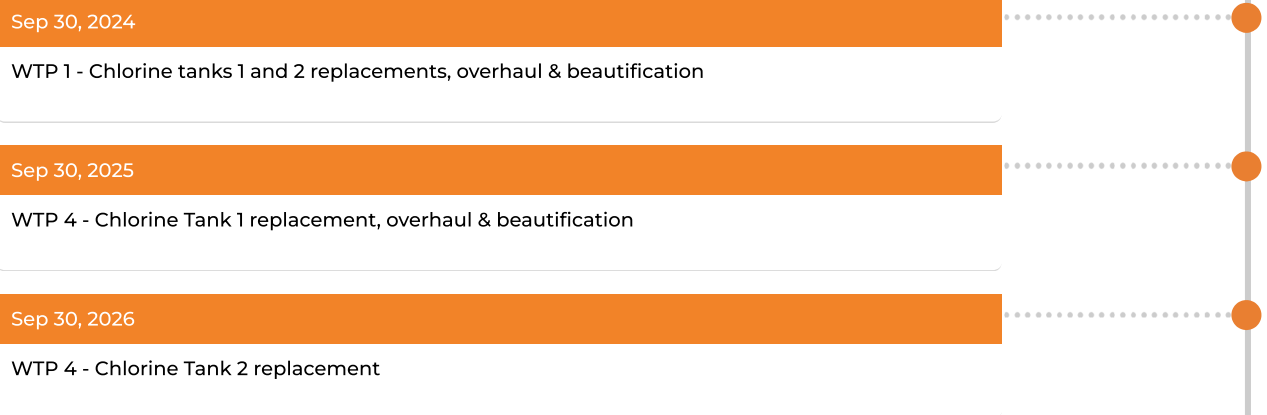 Sep 30, 2024
WTP 1 - Chlorine tanks 1 and 2 replacements, overhaul & beautification
Sep 30, 2025
WTP 4 - Chlorine Tank 1 replacement, overhaul & beautification
Sep 30, 2026
WTP 4 - Chlorine Tank 2 replacement